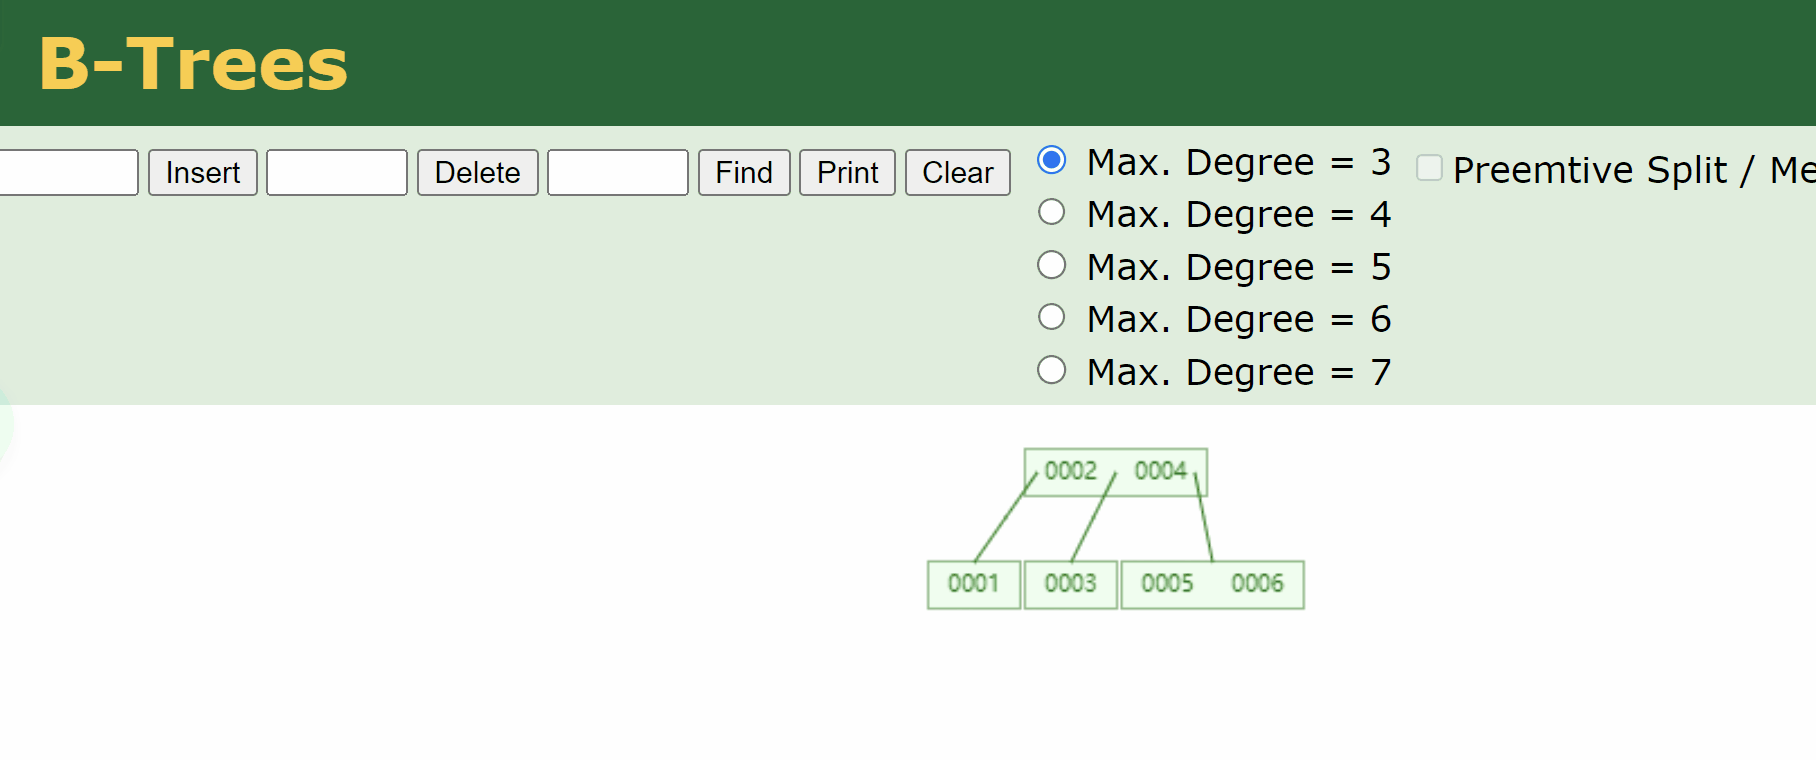 B-Trees
Insert Delete Find Print Clear
Max. Degree = 3
Preemtive Split /
Max. Degree = 4
Max. Degree = 5
Max. Degree = 6
Max. Degree = 7
0002 0004
0001 0003 0005 0006